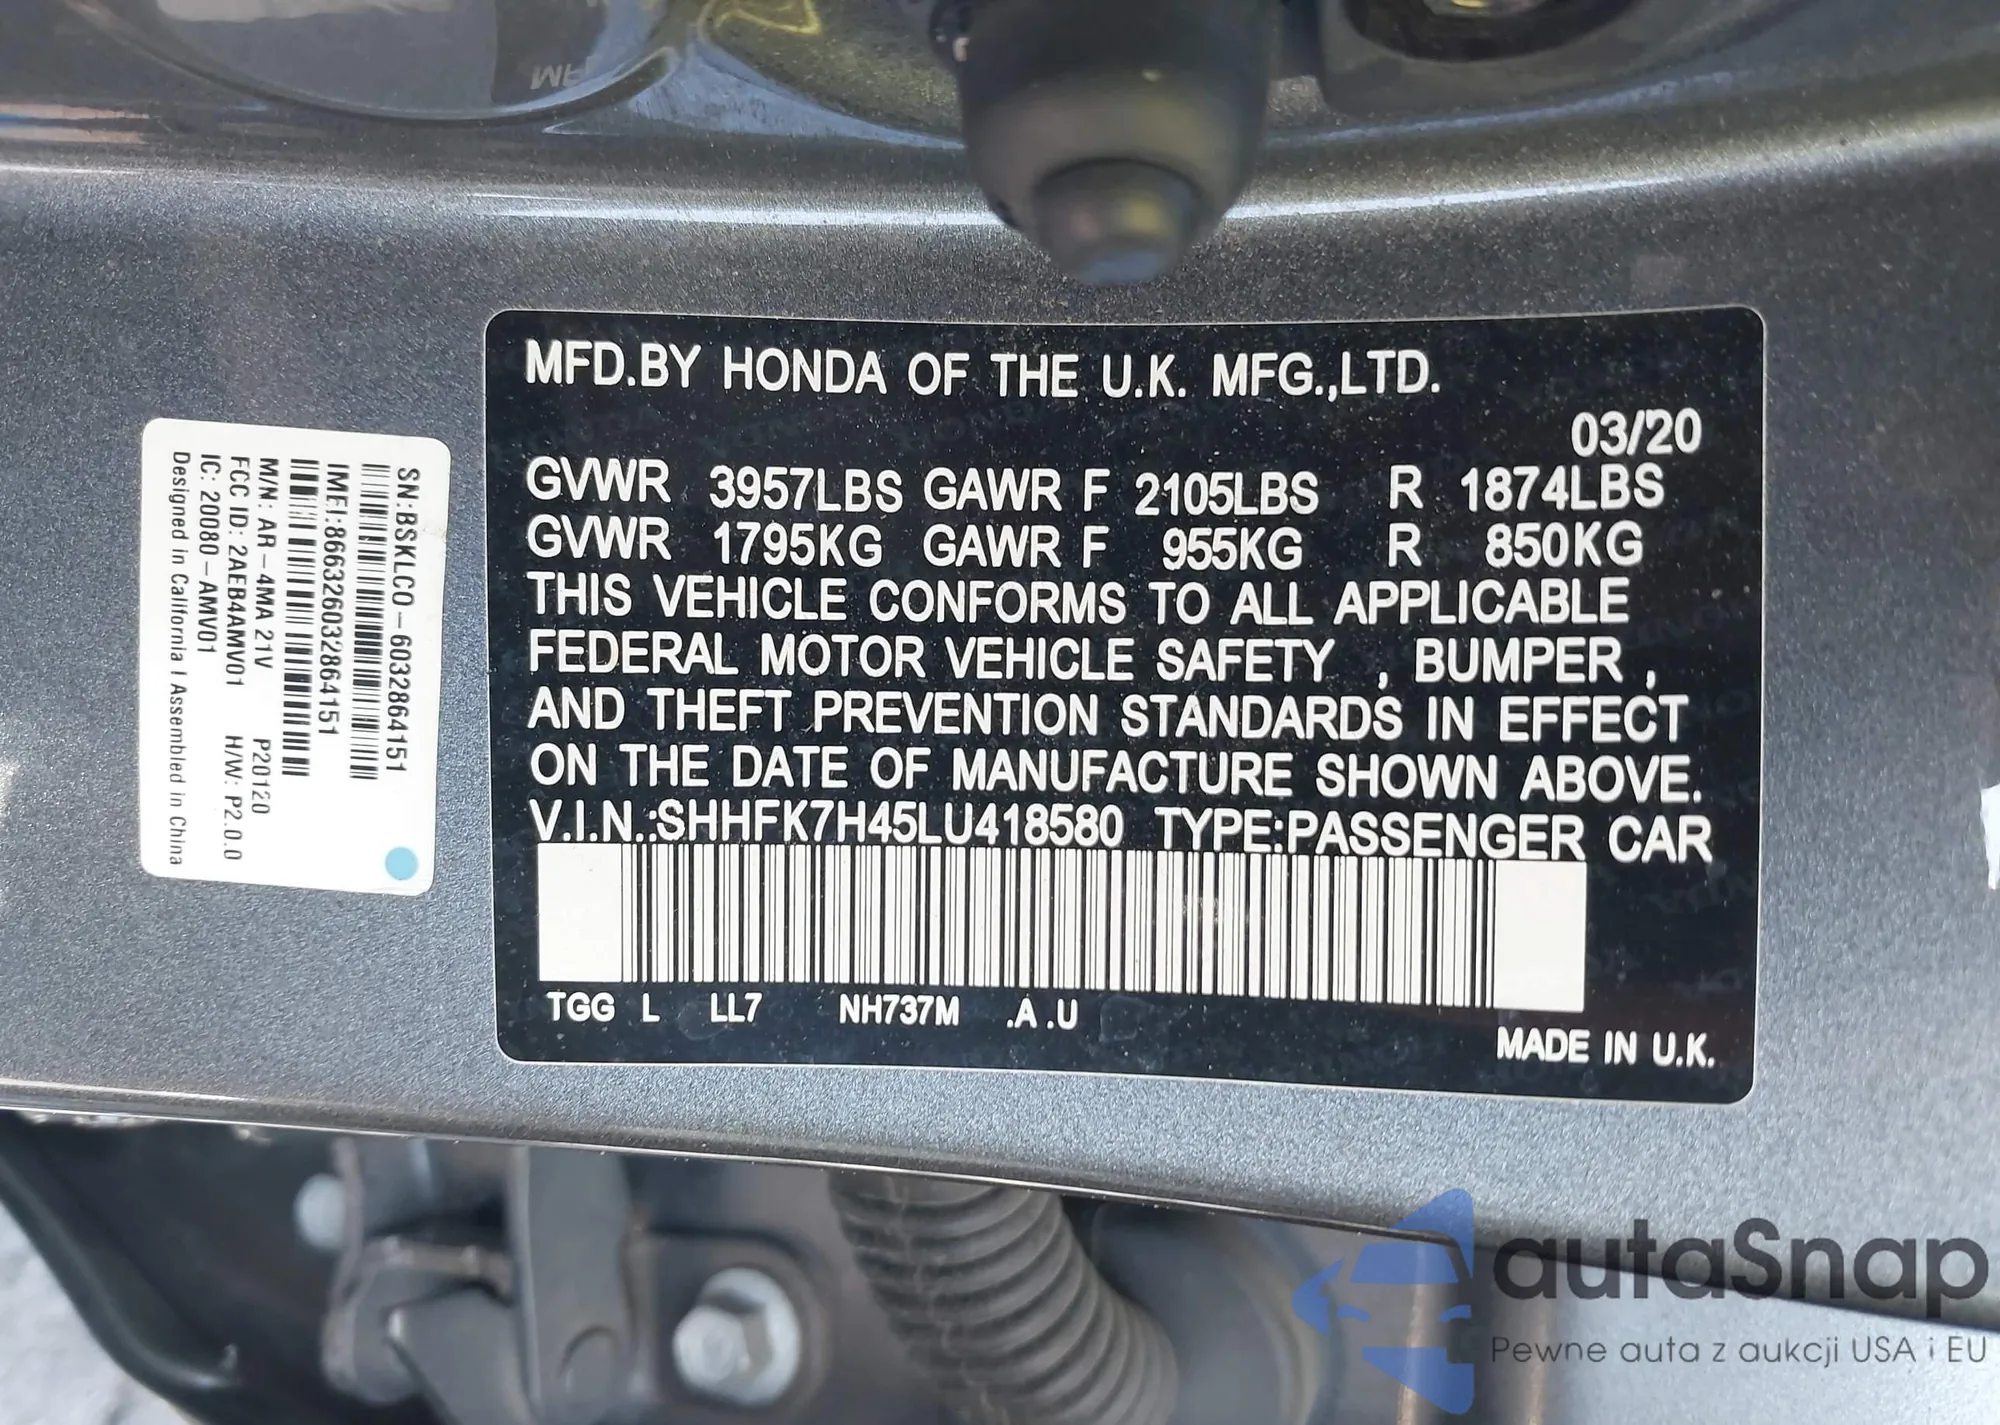 MFD.BY HONDA OF THE U.K. MFG.,LTD.
03/'20
GVWR 3957LBS GAWR F 2105LBS R 1874LBS
GVWR 1795KG GAWR F 955KG R 850KG
THIS VEHICLE CONFORMS TO ALL APPLICABLE
FEDERAL MOTOR VEHICLE SAFETY , BUMPER ,
AND THEFT PREVENTION STANDARDS IN EFFECT
ON THE DATE OF MANUFACTURE SHOWN ABOVE.
V.I.N.:SHHFK7H45LU418580 TYPE:PASSENGER CAR
TGG L LL7 NH737M .A.U
MADE IN U.K.
SN:BSKLCO-6032864151
IMEI:866326032864151
M/N: AR-4MA 21V P20120
FCC ID: 2AEB4AMV01 H/W: P2.0.0
IC: 20080-AMV01
Designed in California I Assembled in China
autoSnap
Pewne auta z aukcji USA i EU